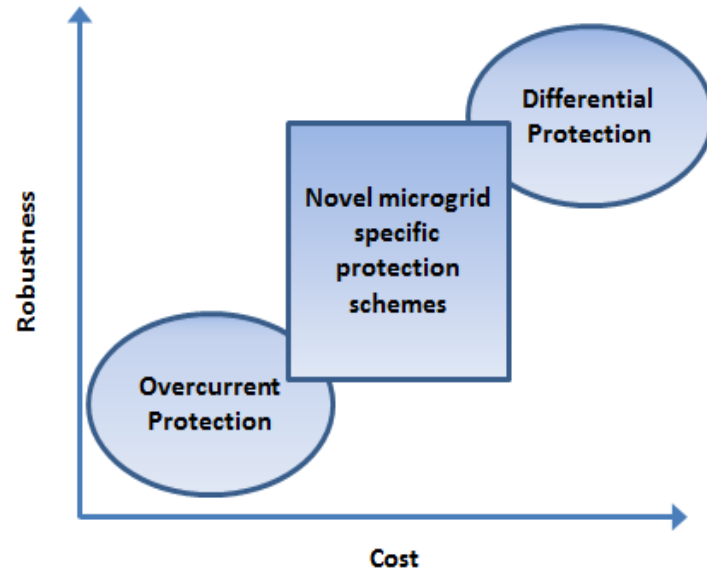 Differential
Protection
Novel microgrid
specific
protection
schemes
Robustness
Overcurrent
Protection
Cost